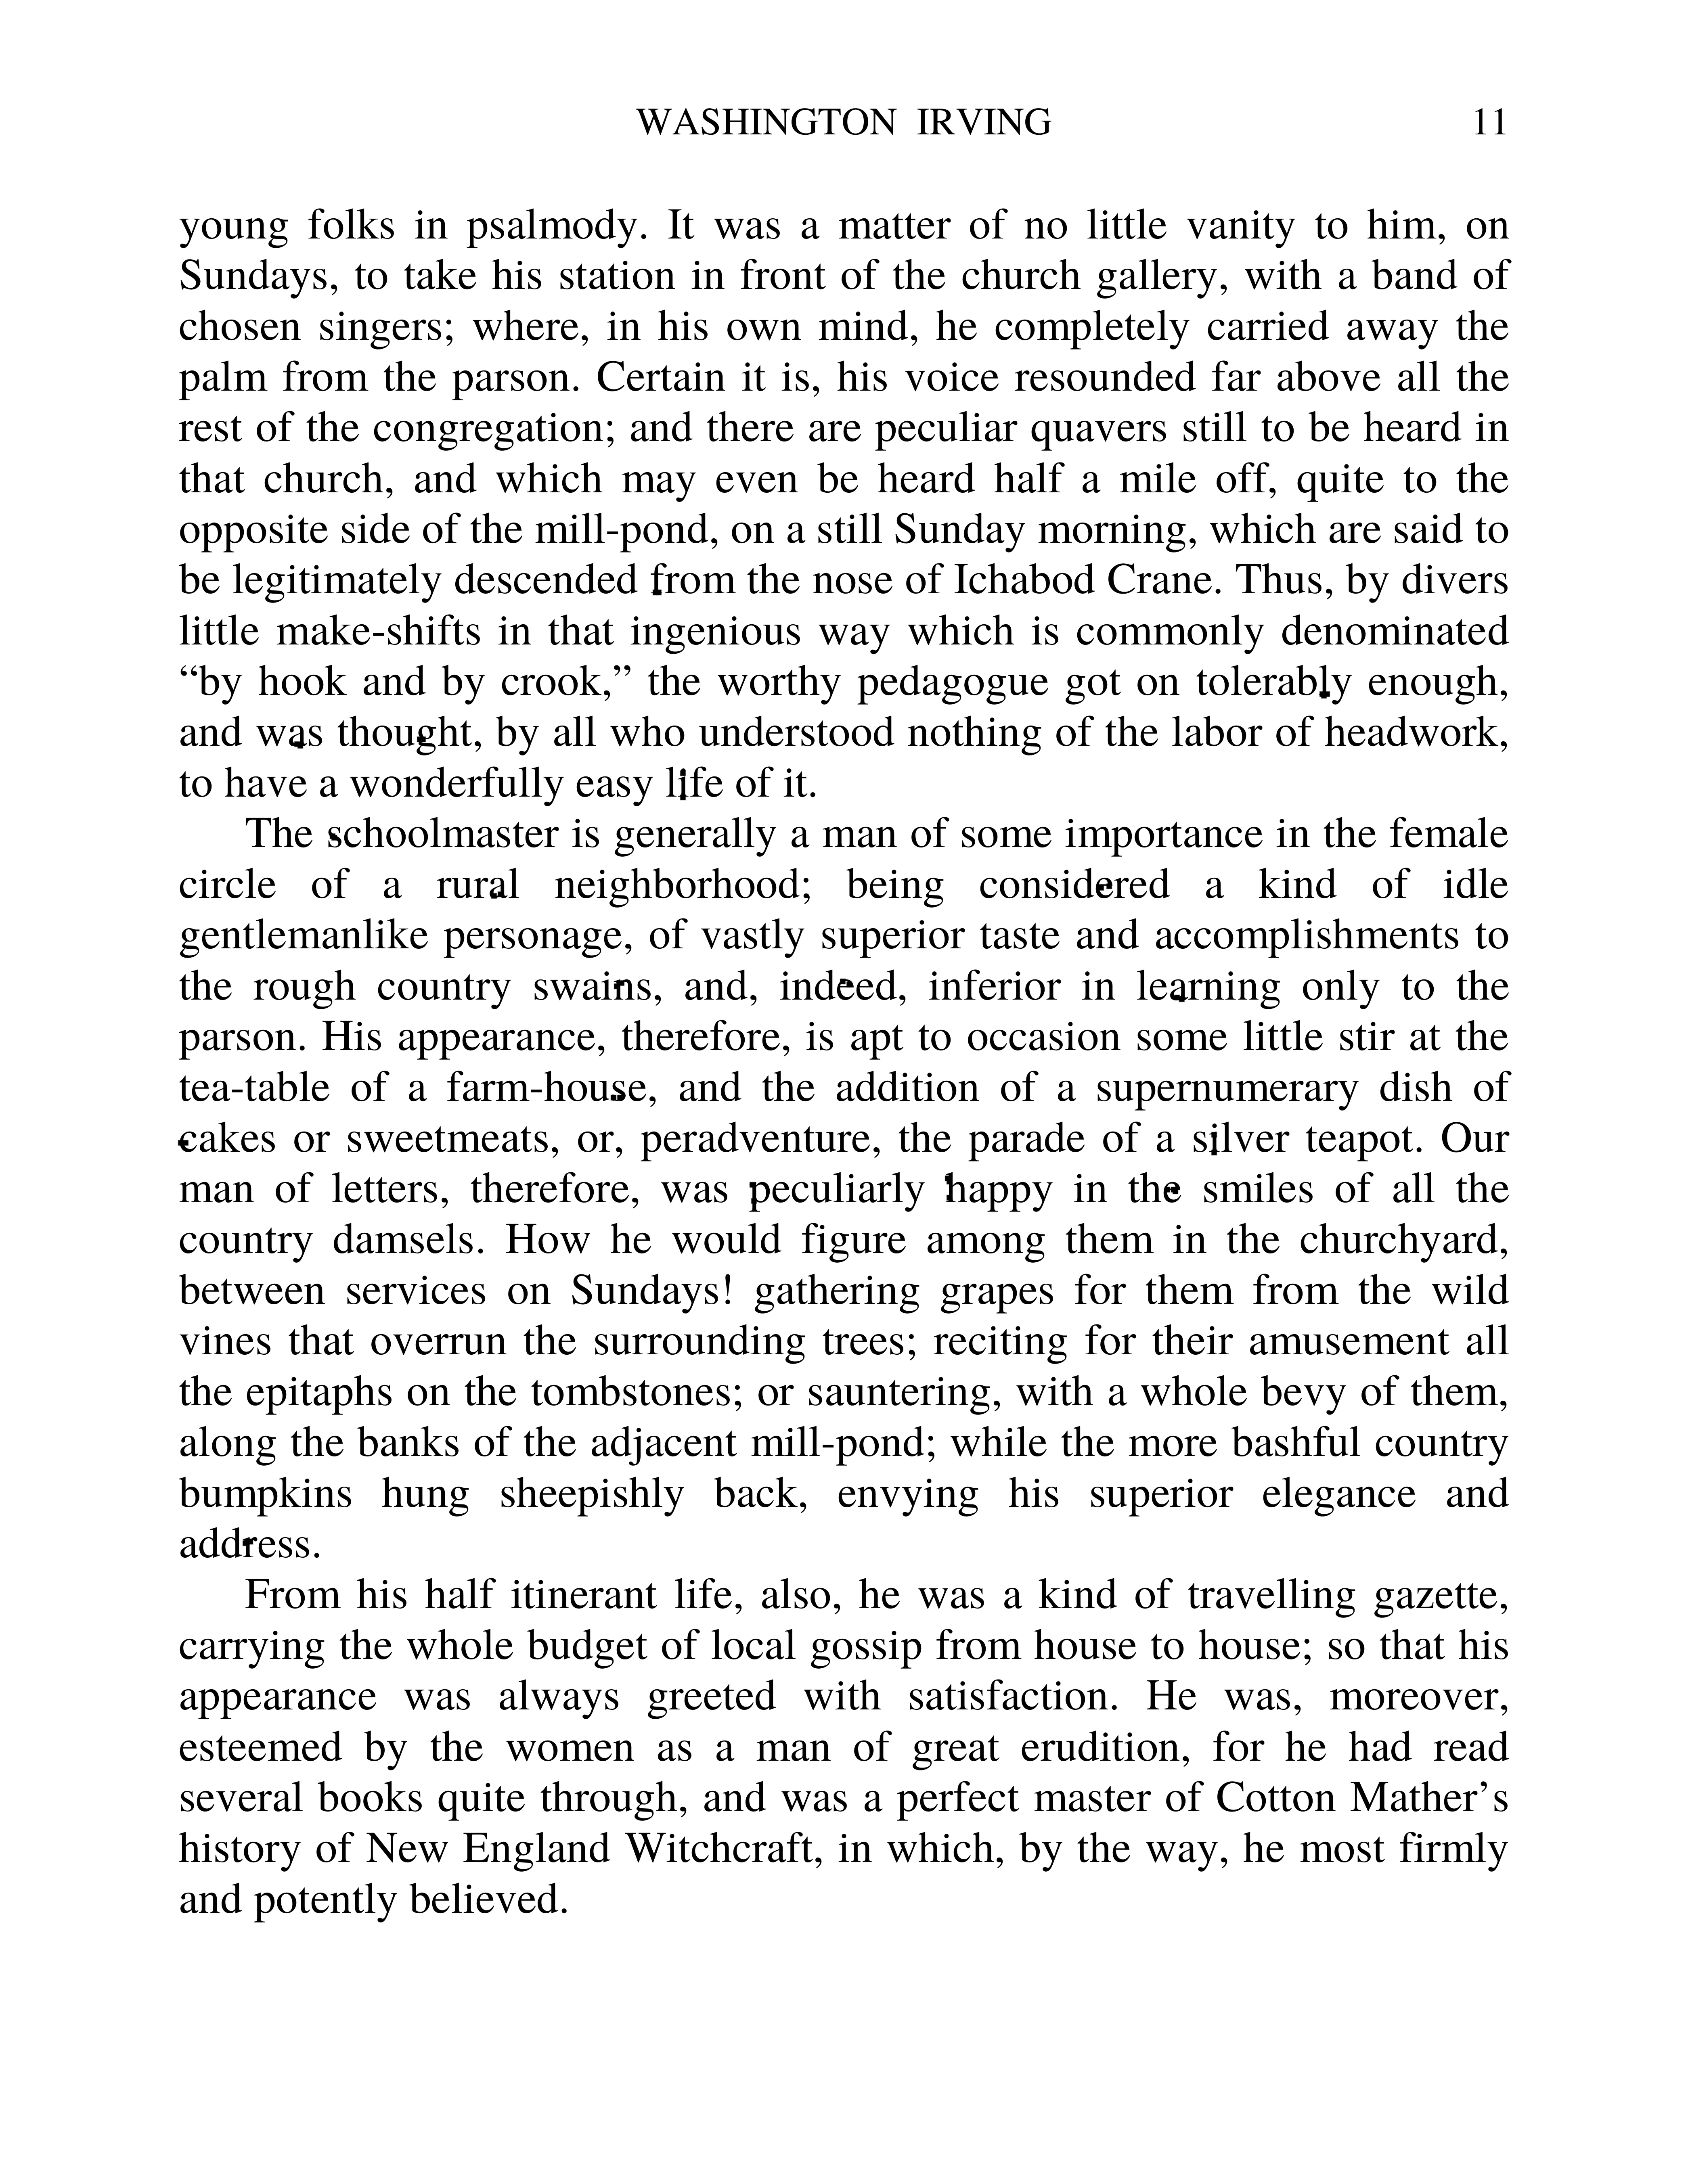 WASHINGTON IRVING 11
young folks in psalmody. It was a matter of no little vanity to him, on
Sundays, to take his station in front of the church gallery, with a band of
chosen singers; where, in his own mind, he completely carried away the
palm from the parson. Certain it is, his voice resounded far above all the
rest of the congregation; and there are peculiar quavers still to be heard in
that church, and which may even be heard half a mile off, quite to the
opposite side of the mill-pond, on a still Sunday morning, which are said to
be legitimately descended from the nose of Ichabod Crane. Thus, by divers
little make-shifts in that ingenious way which is commonly denominated
“by hook and by crook,” the worthy pedagogue got on tolerably enough,
and was thought, by all who understood nothing of the labor of headwork,
to have a wonderfully easy life of it.
The schoolmaster is generally a man of some importance in the female
circle of a rural neighborhood; being considered a kind of idle
gentlemanlike personage, of vastly superior taste and accomplishments to
the rough country swains, and, indeed, inferior in learning only to the
parson. His appearance, therefore, is apt to occasion some little stir at the
tea-table of a farm-house, and the addition of a supernumerary dish of
cakes or sweetmeats, or, peradventure, the parade of a silver teapot. Our
man of letters, therefore, was peculiarly happy in the smiles of all the
country damsels. How he would figure among them in the churchyard,
between services on Sundays! gathering grapes for them from the wild
vines that overrun the surrounding trees; reciting for their amusement all
the epitaphs on the tombstones; or sauntering, with a whole bevy of them,
along the banks of the adjacent mill-pond; while the more bashful country
bumpkins hung sheepishly back, envying his superior elegance and
address.
From his half itinerant life, also, he was a kind of travelling gazette,
carrying the whole budget of local gossip from house to house; so that his
appearance was always greeted with satisfaction. He was, moreover,
esteemed by the women as a man of great erudition, for he had read
several books quite through, and was a perfect master of Cotton Mather’s
history of New England Witchcraft, in which, by the way, he most firmly
and potently believed.